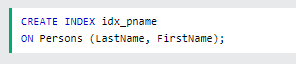 CREATE INDEX idx_pname
ON Persons (LastName, FirstName);